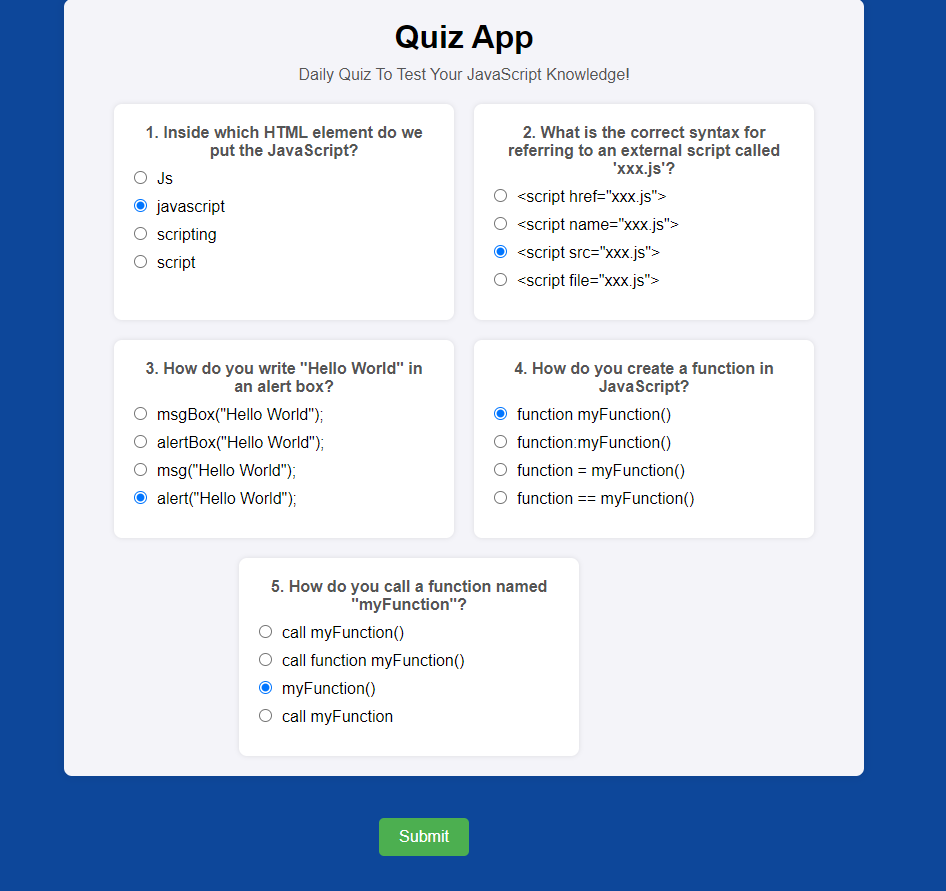 Quiz App
Daily Quiz To Test Your JavaScript Knowledge!
1. Inside which HTML element do we
put the JavaScript?
Js
javascript
scripting
script
2. What is the correct syntax for
referring to an external script called
'xxx.js'?
<script href="xxx.js">
<script name="xxx.js">
<script src="xxx.js">
<script file="xxx.js">
3. How do you write "Hello World" in
an alert box?
msgBox("Hello World");
alertBox("Hello World");
msg("Hello World");
alert("Hello World");
4. How do you create a function in
JavaScript?
function myFunction()
function:myFunction()
function = myFunction()
function == myFunction()
5. How do you call a function named
"myFunction"?
call myFunction()
call function myFunction()
myFunction()
call myFunction
Submit